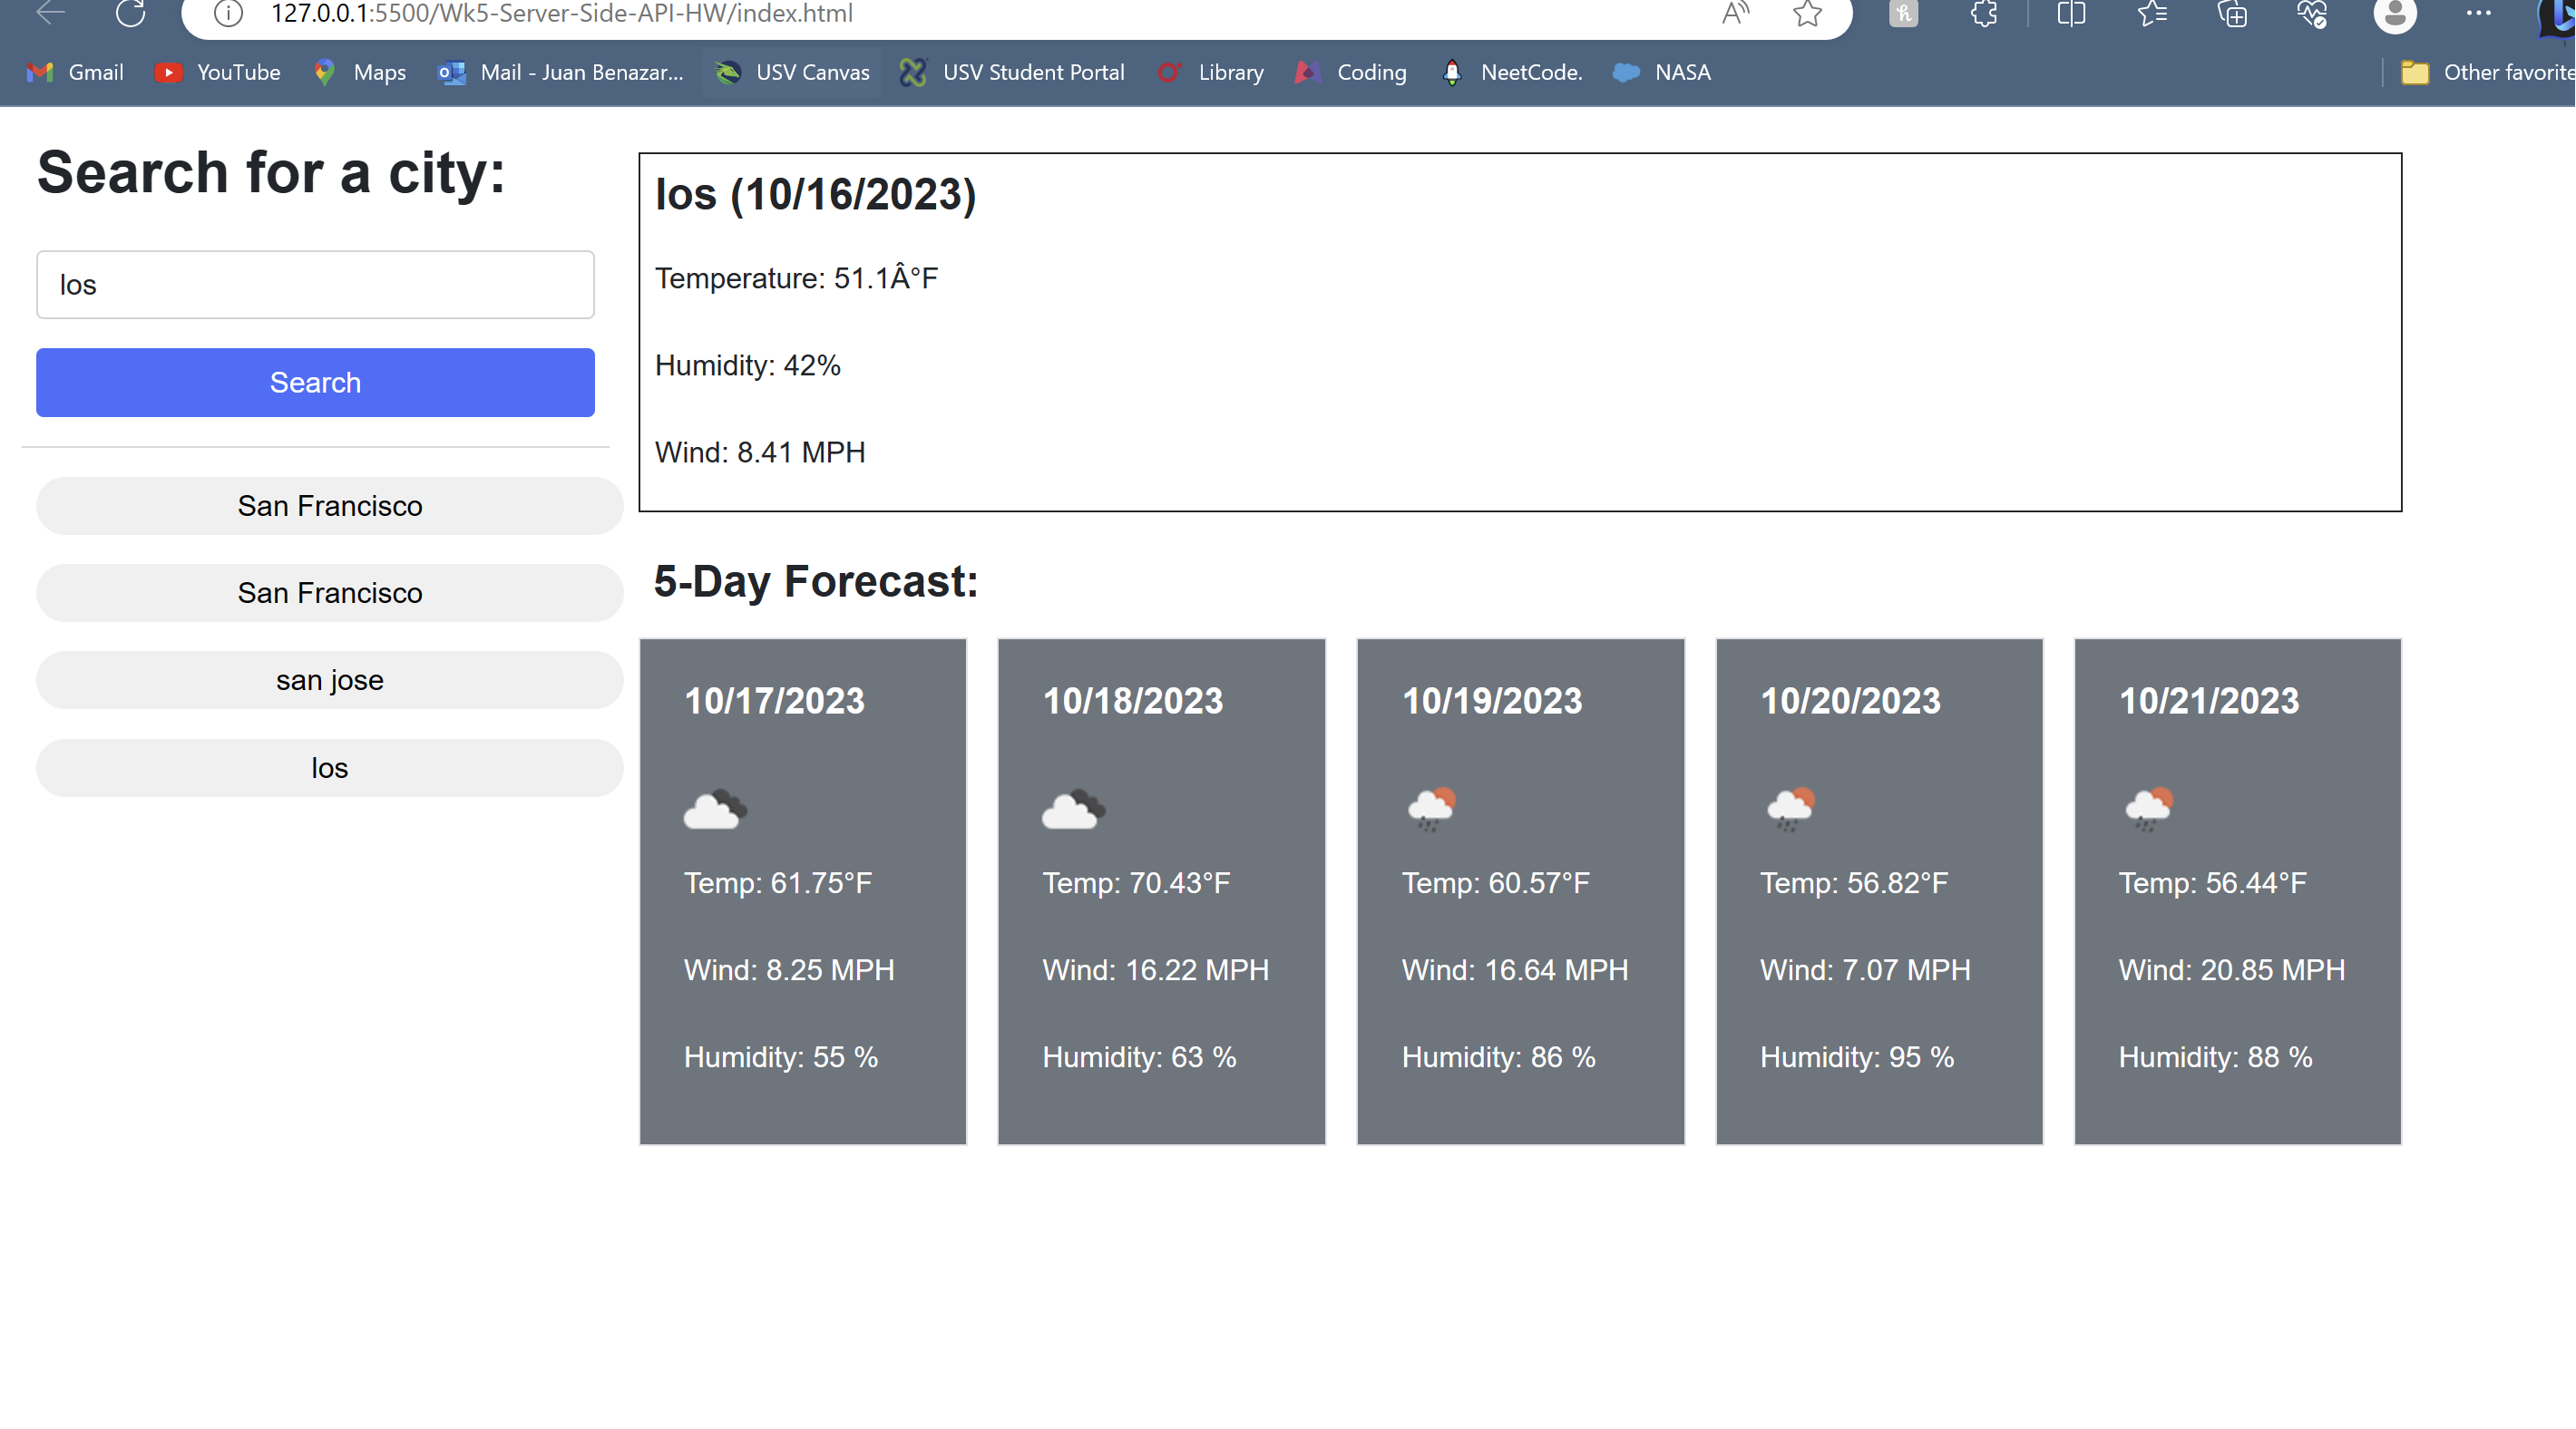 127.0.0.1:5500/Wk5-Server-Side-API-HW/index.html
Gmail YouTube Maps Mail - Juan Benazar... USV Canvas USV Student Portal Library Coding NeetCode. NASA Other favorite
Search for a city:
los
Search
San Francisco
San Francisco
san jose
los
los (10/16/2023)
Temperature: 51.1Â°F
Humidity: 42%
Wind: 8.41 MPH
5-Day Forecast:
10/17/2023
Temp: 61.75°F
Wind: 8.25 MPH
Humidity: 55 %
10/18/2023
Temp: 70.43°F
Wind: 16.22 MPH
Humidity: 63 %
10/19/2023
Temp: 60.57°F
Wind: 16.64 MPH
Humidity: 86 %
10/20/2023
Temp: 56.82°F
Wind: 7.07 MPH
Humidity: 95 %
10/21/2023
Temp: 56.44°F
Wind: 20.85 MPH
Humidity: 88 %